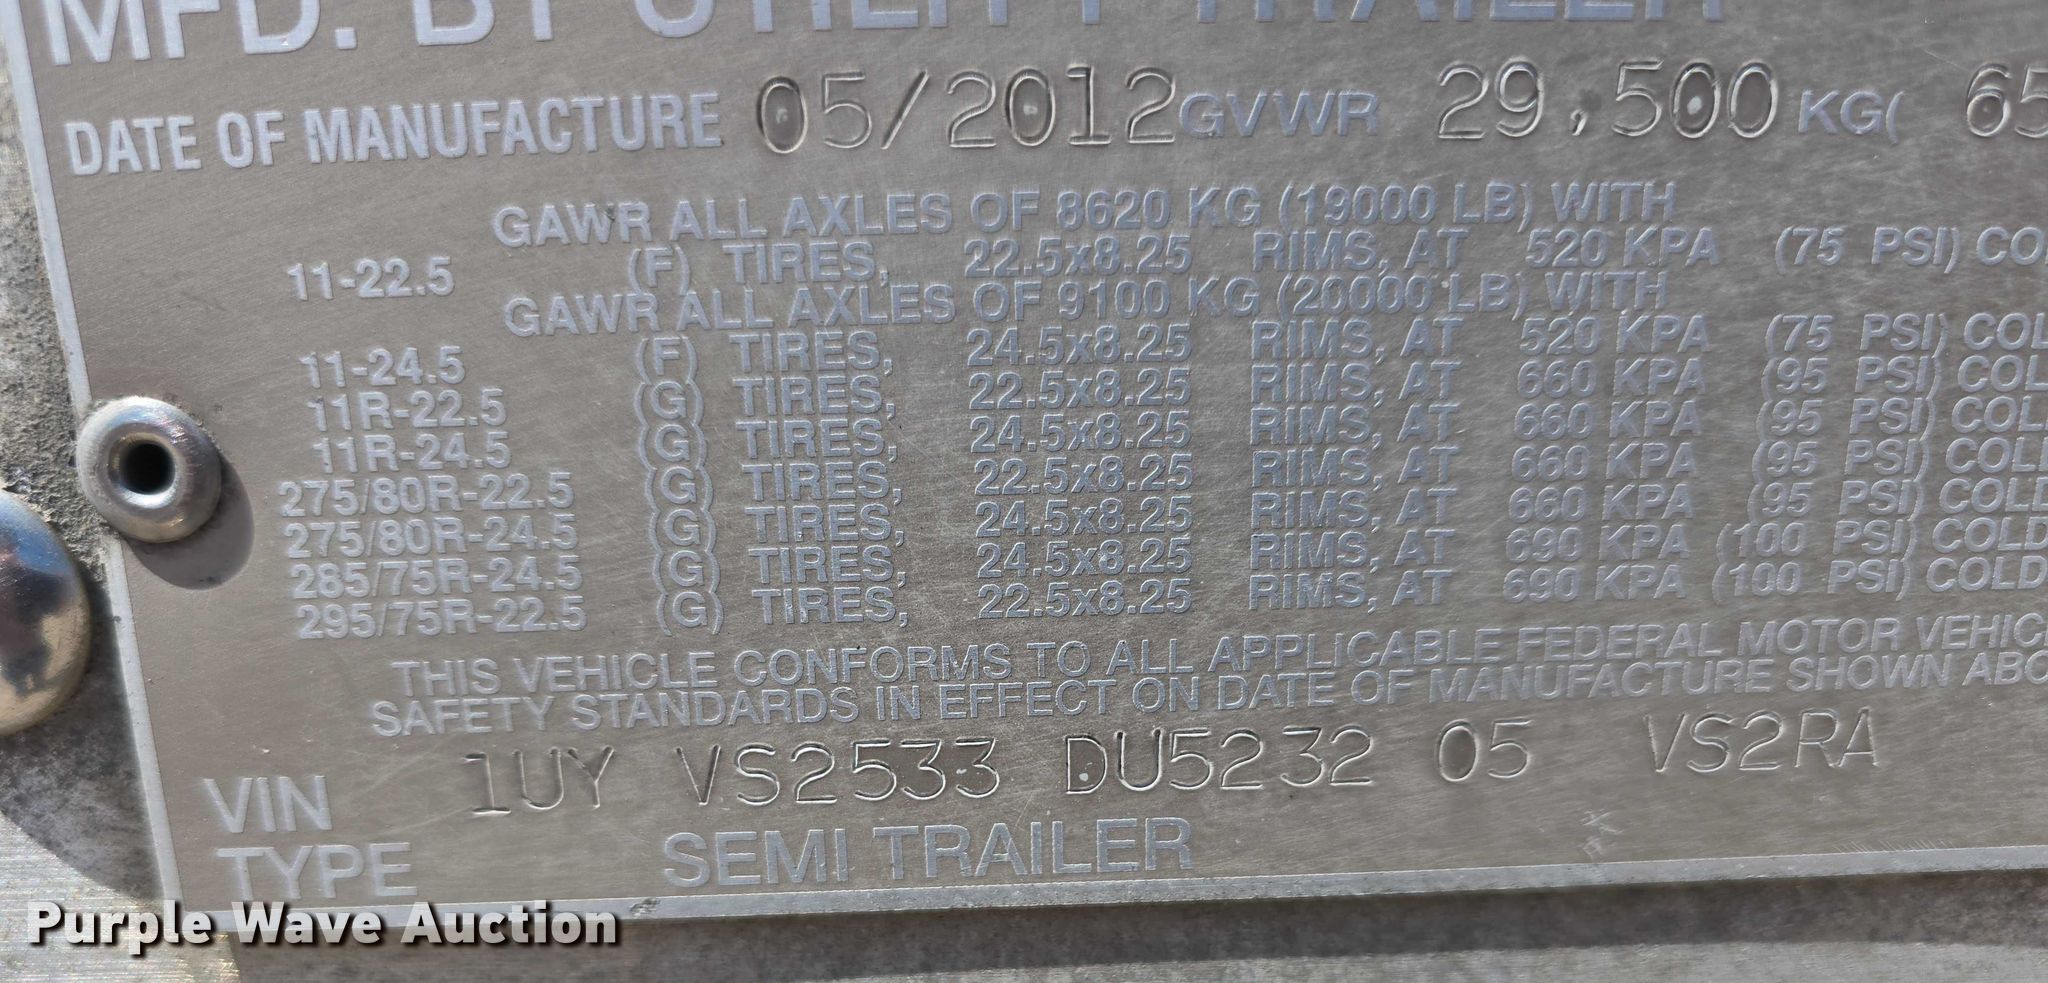 MFD. BY UTILITY TRAILER
DATE OF MANUFACTURE 05/2012 GVWR 29,500 KG( 65
GAWR ALL AXLES OF 8620 KG (19000 LB) WITH
11-22.5 (F) TIRES, 22.5x8.25 RIMS, AT 520 KPA (75 PSI) COL
GAWR ALL AXLES OF 9100 KG (20000 LB) WITH
11-24.5 (F) TIRES, 24.5x8.25 RIMS, AT 520 KPA (75 PSI) COL
11R-22.5 (G) TIRES, 22.5x8.25 RIMS, AT 660 KPA (95 PSI) COL
11R-24.5 (G) TIRES, 24.5x8.25 RIMS, AT 660 KPA (95 PSI) COL
275/80R-22.5 (G) TIRES, 22.5x8.25 RIMS, AT 660 KPA (95 PSI) COLD
275/80R-24.5 (G) TIRES, 24.5x8.25 RIMS, AT 660 KPA (95 PSI) COLD
285/75R-24.5 (G) TIRES, 24.5x8.25 RIMS, AT 690 KPA (100 PSI) COLD
295/75R-22.5 (G) TIRES, 22.5x8.25 RIMS, AT 690 KPA (100 PSI) COLD
THIS VEHICLE CONFORMS TO ALL APPLICABLE FEDERAL MOTOR VEHIC
SAFETY STANDARDS IN EFFECT ON DATE OF MANUFACTURE SHOWN ABO
VIN 1UY VS2533 DU5232 05 VS2RA
TYPE SEMI TRAILER
Purple Wave Auction